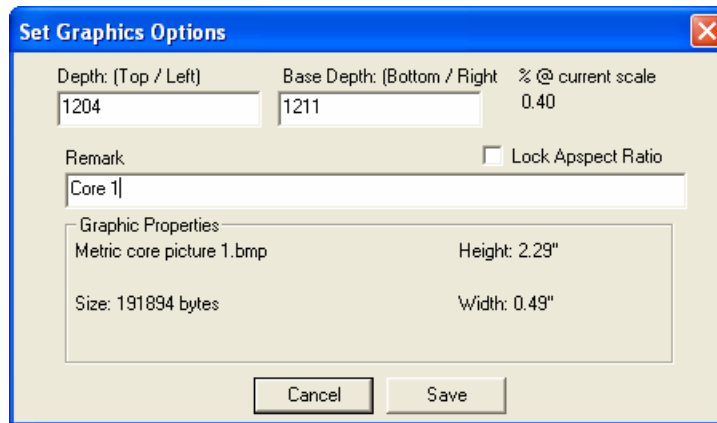 Set Graphics Options
Depth: (Top / Left) Base Depth: (Bottom / Right % @ current scale
1204 1211 0.40
Remark Lock Apspect Ratio
Core 1
Graphic Properties
Metric core picture 1.bmp Height: 2.29"
Size: 191894 bytes Width: 0.49"
Cancel Save